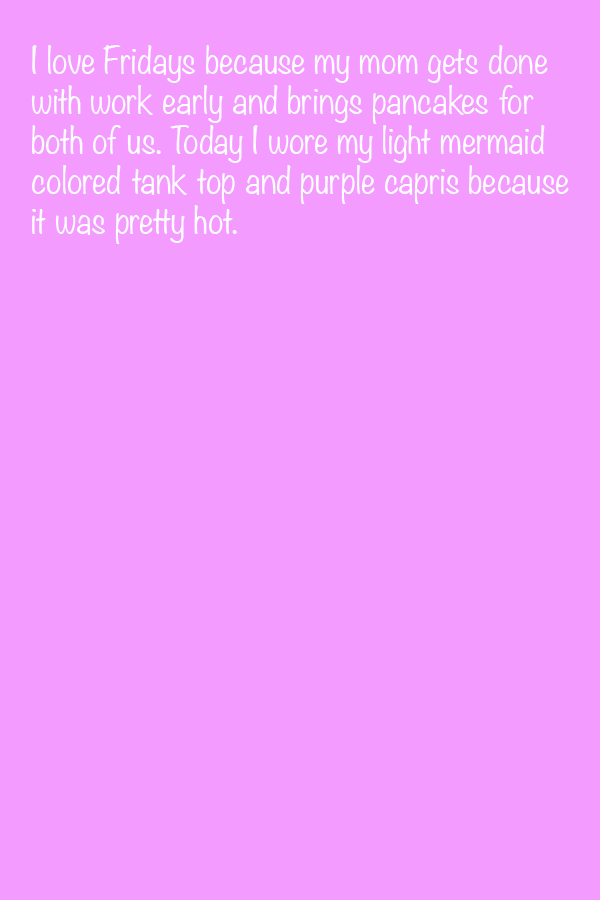 I love Fridays because my mom gets done
with work early and brings pancakes for
both of us. Today I wore my light mermaid
colored tank top and purple capris because
it was pretty hot.